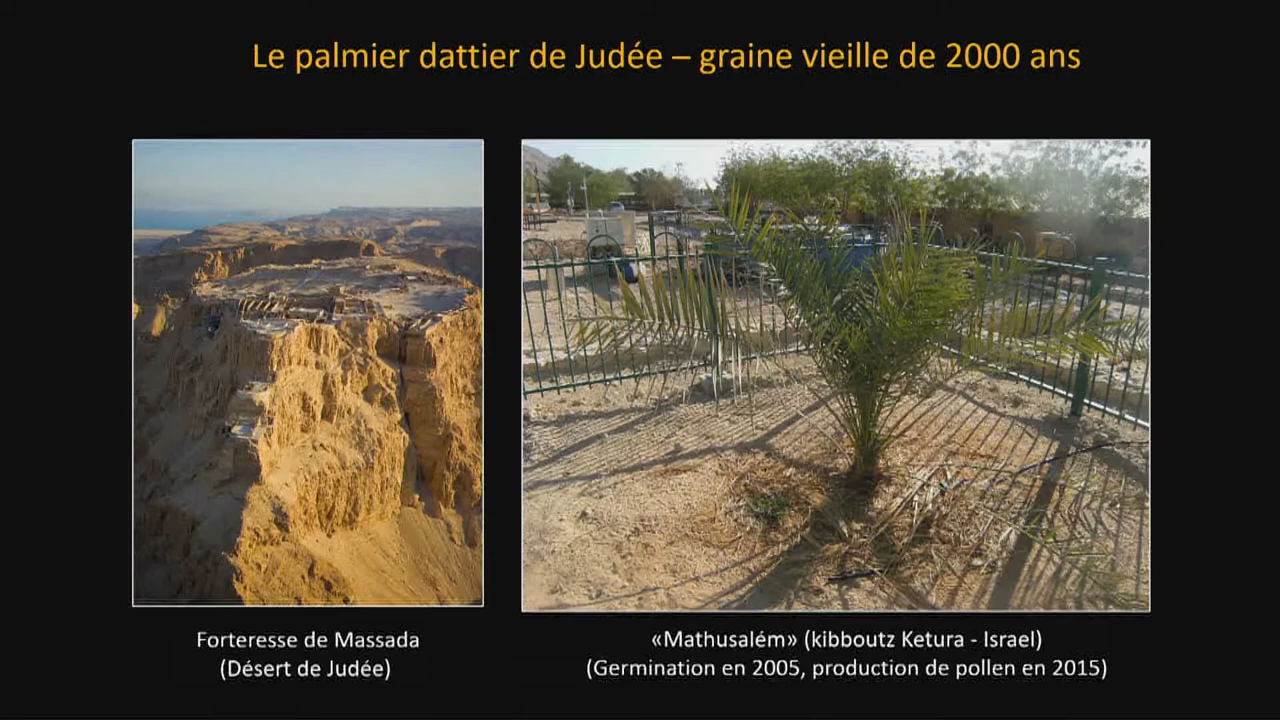 Le palmier dattier de Judée – graine vieille de 2000 ans
Forteresse de Massada
(Désert de Judée)
«Mathusalém» (kibboutz Ketura - Israel)
(Germination en 2005, production de pollen en 2015)